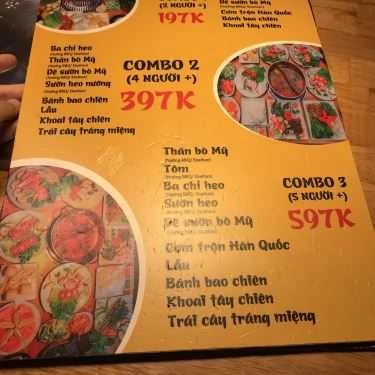 (2 NGƯỜI +)
197K
Dẻ sườn bò Mỹ
Cơm trộn Hàn Quốc
Bánh bao chiên
Khoai tây chiên
Ba chỉ heo
Thăn bò Mỹ
Dẻ sườn bò Mỹ
Sườn heo nướng
Bánh bao chiên
Lẩu
Khoai tây chiên
Trái cây tráng miệng
COMBO 2
(4 NGƯỜI +)
397K
Thăn bò Mỹ
Tôm
Ba chỉ heo
Sườn heo
Dẻ sườn bò Mỹ
Cơm trộn Hàn Quốc
Lẩu
Bánh bao chiên
Khoai tây chiên
Trái cây tráng miệng
COMBO 3
(5 NGƯỜI +)
597K